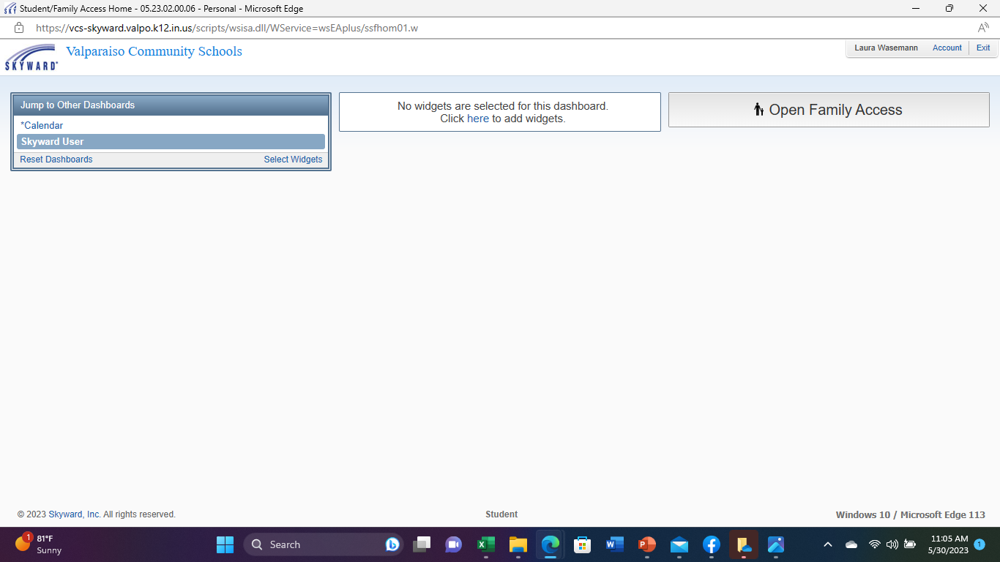 Student/Family Access Home - 05.23.02.00.06 - Personal - Microsoft Edge
https://vcs-skyward.valpo.k12.in.us/scripts/wsisa.dll/WService=wsEAplus/ssfhom01.w
SKYWARD
Valparaiso Community Schools
Laura Wasemann Account Exit
Jump to Other Dashboards
*Calendar
Skyward User
Reset Dashboards Select Widgets
No widgets are selected for this dashboard.
Click here to add widgets.
Open Family Access
© 2023 Skyward, Inc. All rights reserved. Student Windows 10 / Microsoft Edge 113
1
81°F
Sunny
Search
11:05 AM
5/30/2023
1